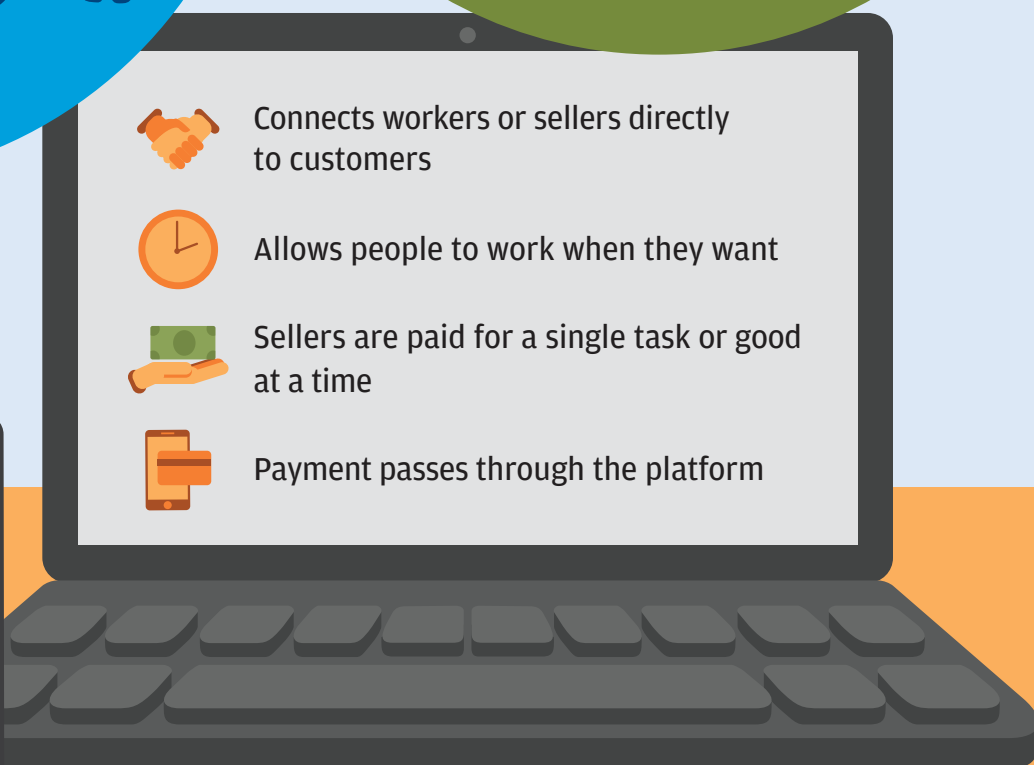 Connects workers or sellers directly
to customers
Allows people to work when they want
Sellers are paid for a single task or good
at a time
Payment passes through the platform